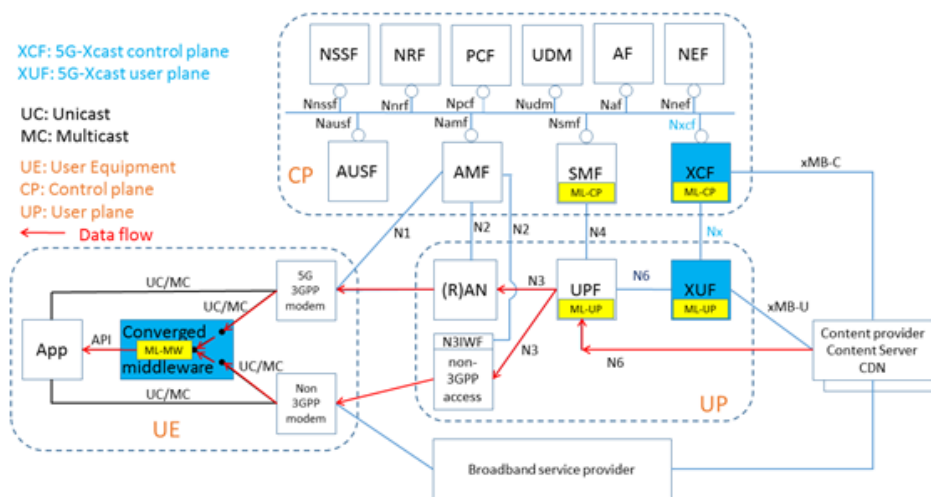 XCF: 5G-Xcast control plane
XUF: 5G-Xcast user plane
UC: Unicast
MC: Multicast
UE: User Equipment
CP: Control plane
UP: User plane
Data flow
NSSF
NRF
PCF
UDM
AF
NEF
Nnssf
Nnrf
Npcf
Nudm
Naf
Nnef
Nausf
Namf
Nsmf
Nxcf
CP
AUSF
AMF
SMF
ML-CP
XCF
ML-CP
xMB-C
N1
N2
N2
N4
Nx
UC/MC
5G
3GPP
modem
UC/MC
(R)AN
N3
UPF
ML-UP
N6
XUF
ML-UP
xMB-U
App
API
Converged
ML-MW
middleware
UC/MC
UC/MC
Non
3GPP
modem
N3IWF
non-
3GPP
access
N3
N6
Content provider
Content Server
CDN
UE
UP
Broadband service provider